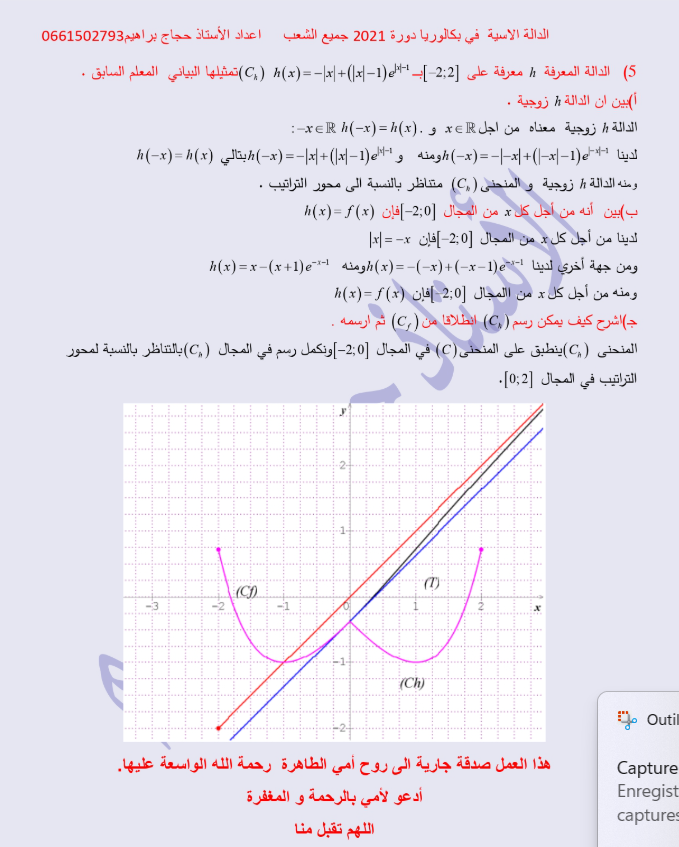 الدالة الاسية في بكالوريا دورة 2021 جميع الشعب اعداد الأستاذ حجاج براهيم0661502793
5) الدالة المعرفة h معرفة على [-2;2]بـ h(x)=-|x|+(|x|-1)e^{|x|-1} (C_h)تمثيلها البياني المعلم السابق .
أ)بين ان الدالة h زوجية .
الدالة h زوجية معناه من اجل x∈ℝ و . -x∈ℝ h(-x)=h(x):
لدينا h(-x)=-|-x|+(|-x|-1)e^{|-x|-1}ومنه و h(-x)=-|x|+(|x|-1)e^{|x|-1}بتالي h(-x)=h(x)
ومنه الدالة h زوجية و المنحنى (C_h) متناظر بالنسبة الى محور التراتيب .
ب)بين أنه من أجل كل x من المجال [-2;0]فإن h(x)=f(x)
لدينا من أجل كل x من المجال [-2;0]فإن |x|=-x
ومن جهة أخري لدينا h(x)=-(-x)+(-x-1)e^{-x-1}ومنه h(x)=x-(x+1)e^{-x-1}
ومنه من أجل كل x من االمجال [-2;0]فإن h(x)=f(x)
ج)اشرح كيف يمكن رسم (C_h) انطلاقا من (C_f) ثم ارسمه .
المنحنى (C_h)ينطبق على المنحنى(C) في المجال [-2;0]ونكمل رسم في المجال (C_h)بالتناظر بالنسبة لمحور
التراتيب في المجال [0;2].
y
2
1
(T)
(Cf)
-3 -2 -1 0 1 2 x
-1
(Ch)
-2
هذا العمل صدقة جارية الى روح أمي الطاهرة رحمة الله الواسعة عليها.
أدعو لأمي بالرحمة و المغفرة
اللهم تقبل منا
Outil
Capture
Enregist
captures